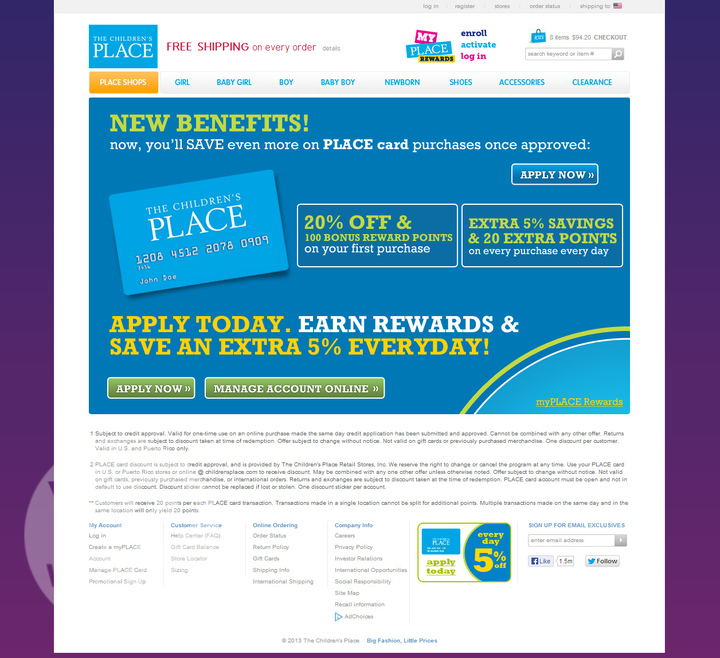 log in register stores order status shipping to
THE CHILDREN'S
PLACE
FREE SHIPPING on every order details
MY
PLACE
REWARDS
enroll
activate
log in
8 items $94.20 CHECKOUT
search keyword or item #
PLACE SHOPS GIRL BABY GIRL BOY BABY BOY NEWBORN SHOES ACCESSORIES CLEARANCE
NEW BENEFITS!
now, you'll SAVE even more on PLACE card purchases once approved:
APPLY NOW »
THE CHILDREN'S
PLACE
1208 4512 2078 0909
John Doe
20% OFF &
100 BONUS REWARD POINTS
on your first purchase
EXTRA 5% SAVINGS
& 20 EXTRA POINTS
on every purchase every day
APPLY TODAY. EARN REWARDS &
SAVE AN EXTRA 5% EVERYDAY!
APPLY NOW » MANAGE ACCOUNT ONLINE »
myPLACE Rewards
1 Subject to credit approval. Valid for one-time use on an online purchase made the same day credit application has been submitted and approved. Cannot be combined with any other offer. Returns
and exchanges are subject to discount taken at time of redemption. Offer subject to change without notice. Not valid on gift cards or previously purchased merchandise. One discount per customer.
Valid in U.S. and Puerto Rico only.
2 PLACE card discount is subject to credit approval, and is provided by The Children's Place Retail Stores, Inc. We reserve the right to change or cancel the program at any time. Use your PLACE card
in U.S. or Puerto Rico stores or online @ childrensplace.com to receive discount. May be combined with any one other offer unless otherwise noted. Offer subject to change without notice. Not valid
on gift cards, previously purchased merchandise, or international orders. Returns and exchanges are subject to discount taken at time of redemption. PLACE card account must be open and not in
default to use discount. Discount sticker cannot be replaced if lost or stolen. One discount sticker per account.
** Customers will receive 20 points per each PLACE card transaction. Transactions made in a single location cannot be split for additional points. Multiple transactions made on the same day and in the
same location will only yield 20 points.
My Account
Log In
Create a myPLACE
Account
Manage PLACE Card
Promotional Sign Up
Customer Service
Help Center (FAQ)
Gift Card Balance
Store Locator
Sizing
Online Ordering
Order Status
Return Policy
Gift Cards
Shipping Info
International Shipping
Company Info
Careers
Privacy Policy
Investor Relations
International Opportunities
Social Responsibility
Site Map
Recall information
AdChoices
PLACE
apply
today
every
day
5%
off
SIGN UP FOR EMAIL EXCLUSIVES
enter email address
Like 1.5m Follow
© 2013 The Children's Place Big Fashion, Little Prices